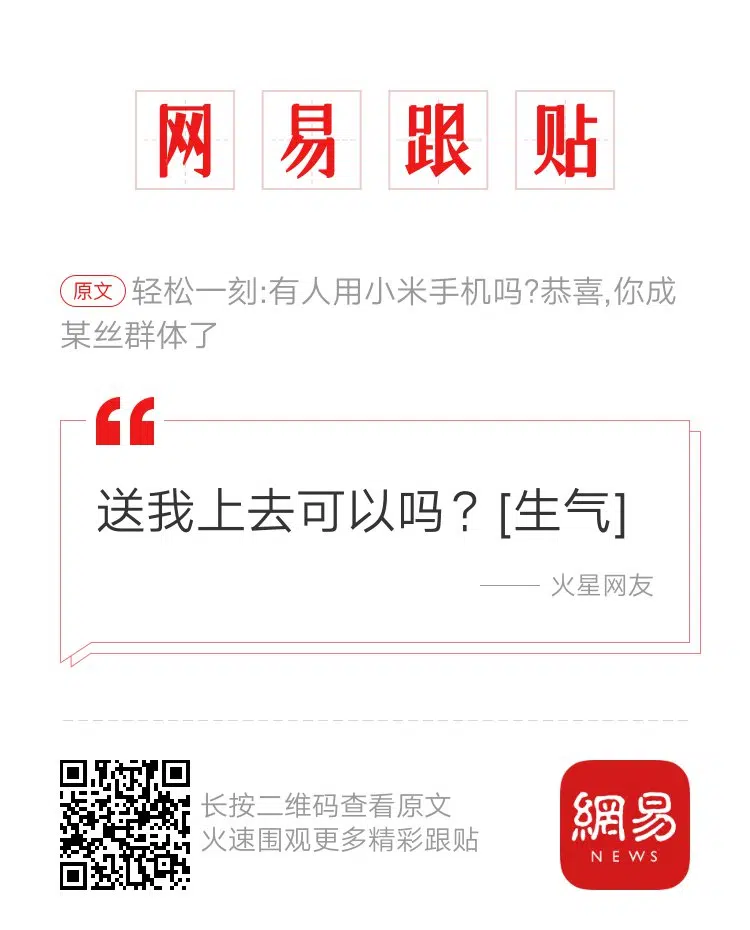 网易跟贴
原文 轻松一刻:有人用小米手机吗?恭喜,你成
某丝群体了
送我上去可以吗？[生气]
—— 火星网友
长按二维码查看原文
火速围观更多精彩跟贴
網易
NEWS